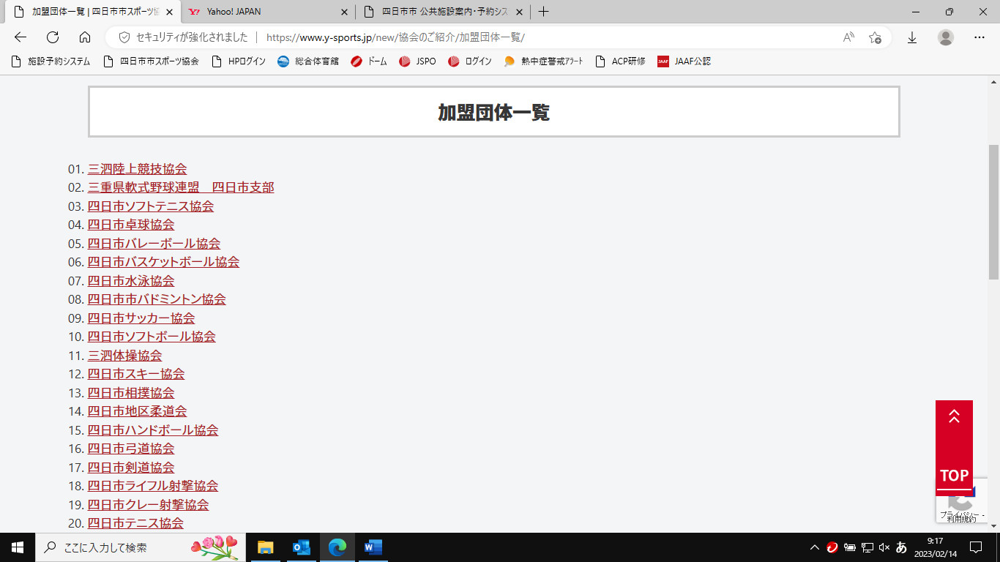 加盟団体一覧 | 四日市市スポーツ協
Yahoo! JAPAN
四日市市 公共施設案内・予約シス
セキュリティが強化されました
https://www.y-sports.jp/new/協会のご紹介/加盟団体一覧/
施設予約システム
四日市市スポーツ協会
HPログイン
総合体育館
ドーム
JSPO
ログイン
熱中症警戒アラート
ACP研修
JAAF
JAAF公認
加盟団体一覧
01. 三泗陸上競技協会
02. 三重県軟式野球連盟　四日市支部
03. 四日市ソフトテニス協会
04. 四日市卓球協会
05. 四日市バレーボール協会
06. 四日市バスケットボール協会
07. 四日市水泳協会
08. 四日市市バドミントン協会
09. 四日市サッカー協会
10. 四日市ソフトボール協会
11. 三泗体操協会
12. 四日市スキー協会
13. 四日市相撲協会
14. 四日市地区柔道会
15. 四日市ハンドボール協会
16. 四日市弓道協会
17. 四日市剣道協会
18. 四日市ライフル射撃協会
19. 四日市クレー射撃協会
20. 四日市テニス協会
TOP
プライバシー -
利用規約
ここに入力して検索
あ
9:17
2023/02/14